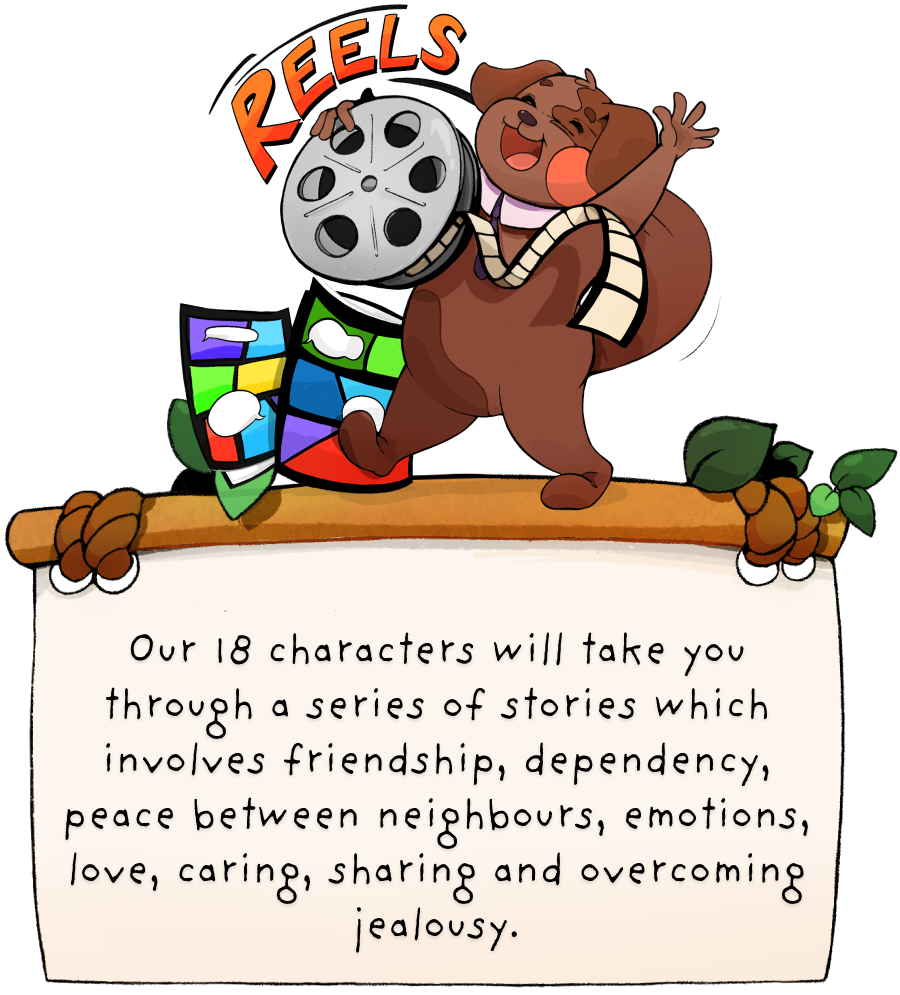 REELS
Our 18 characters will take you
through a series of stories which
involves friendship, dependency,
peace between neighbours, emotions,
love, caring, sharing and overcoming
jealousy.